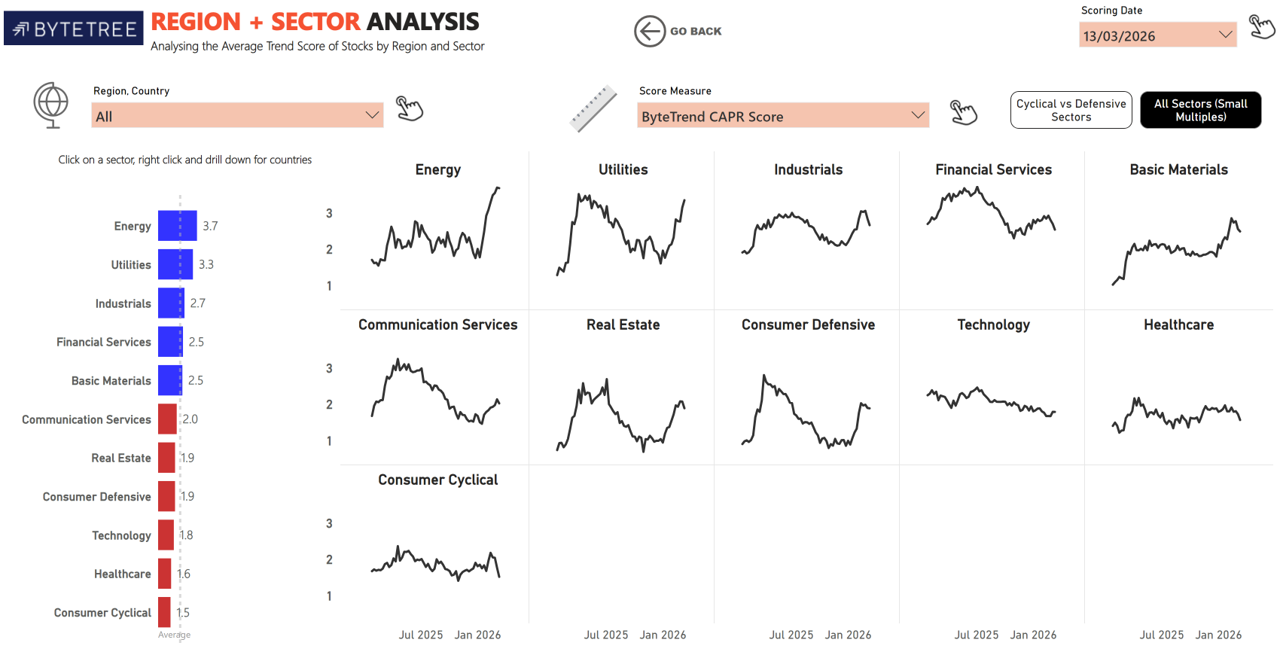 BYTETREE
REGION + SECTOR ANALYSIS
Analysing the Average Trend Score of Stocks by Region and Sector
GO BACK
Scoring Date
13/03/2026
Region, Country
All
Score Measure
ByteTrend CAPR Score
Cyclical vs Defensive
Sectors
All Sectors (Small
Multiples)
Click on a sector, right click and drill down for countries
Energy 3.7
Utilities 3.3
Industrials 2.7
Financial Services 2.5
Basic Materials 2.5
Communication Services 2.0
Real Estate 1.9
Consumer Defensive 1.9
Technology 1.8
Healthcare 1.6
Consumer Cyclical 1.5
Average
Energy Utilities Industrials Financial Services Basic Materials
3
2
1
Communication Services Real Estate Consumer Defensive Technology Healthcare
3
2
1
Consumer Cyclical
3
2
1
Jul 2025 Jan 2026 Jul 2025 Jan 2026 Jul 2025 Jan 2026 Jul 2025 Jan 2026 Jul 2025 Jan 2026